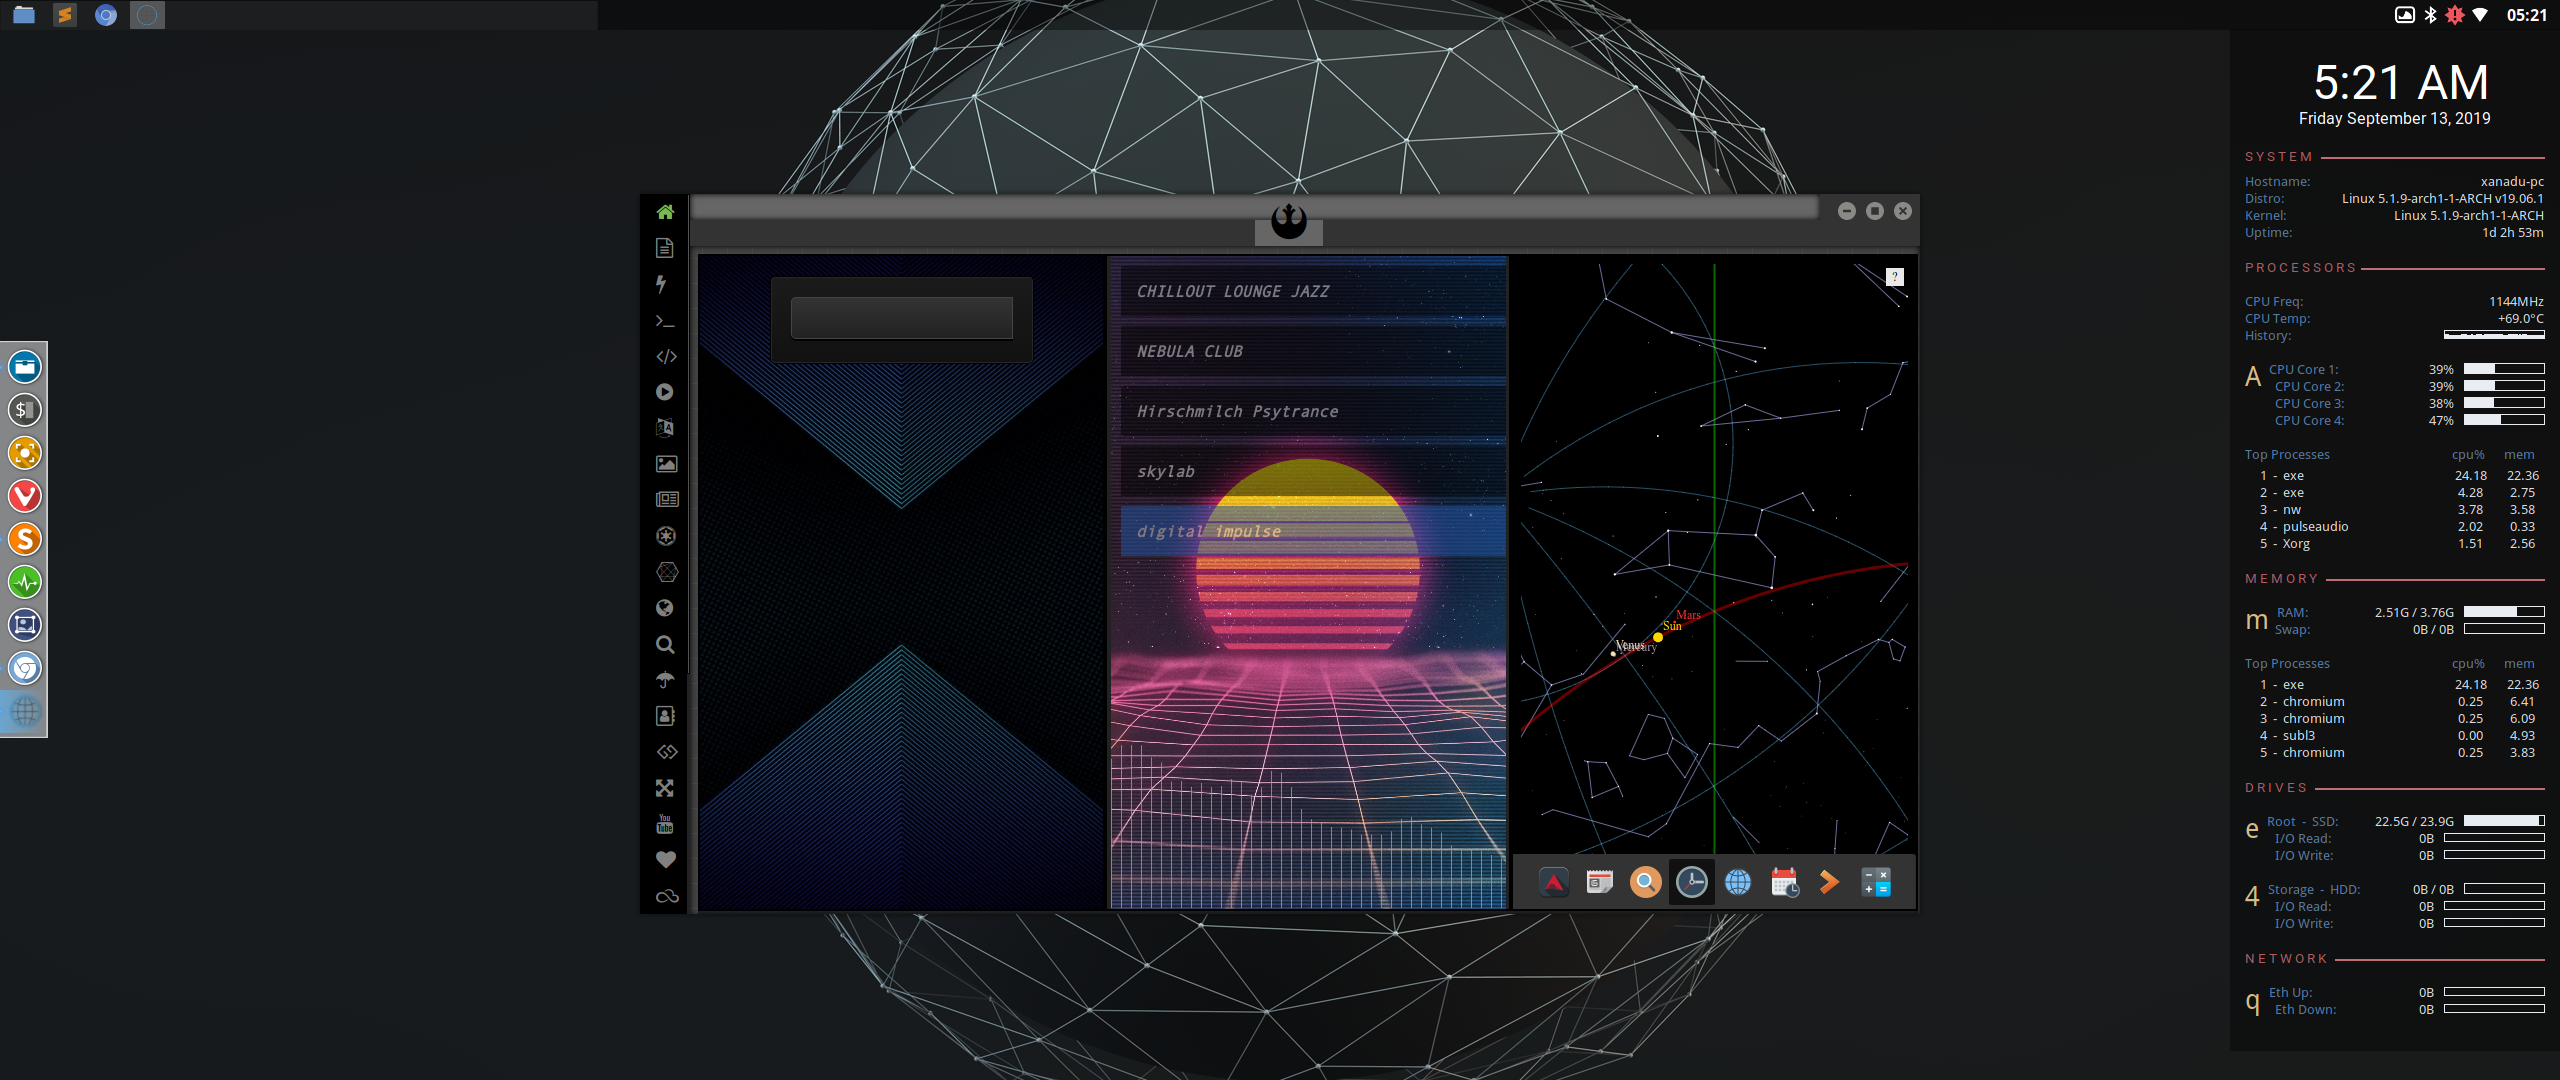 05:21
5:21 AM
Friday September 13, 2019
SYSTEM
Hostname: xanadu-pc
Distro: Linux 5.1.9-arch1-1-ARCH v19.06.1
Kernel: Linux 5.1.9-arch1-1-ARCH
Uptime: 1d 2h 53m
PROCESSORS
CPU Freq: 1144MHz
CPU Temp: +69.0°C
History:
A CPU Core 1: 39%
CPU Core 2: 39%
CPU Core 3: 38%
CPU Core 4: 47%
Top Processes cpu% mem
1 - exe 24.18 22.36
2 - exe 4.28 2.75
3 - nw 3.78 3.58
4 - pulseaudio 2.02 0.33
5 - Xorg 1.51 2.56
MEMORY
m RAM: 2.51G / 3.76G
Swap: 0B / 0B
Top Processes cpu% mem
1 - exe 24.18 22.36
2 - chromium 0.25 6.41
3 - chromium 0.25 6.09
4 - subl3 0.00 4.93
5 - chromium 0.25 3.83
DRIVES
e Root - SSD: 22.5G / 23.9G
I/O Read: 0B
I/O Write: 0B
4 Storage - HDD: 0B / 0B
I/O Read: 0B
I/O Write: 0B
NETWORK
q Eth Up: 0B
Eth Down: 0B
CHILLOUT LOUNGE JAZZ
NEBULA CLUB
Hirschmilch Psytrance
skylab
digital impulse
?
Mars
Sun
Venus
Mercury
You
Tube